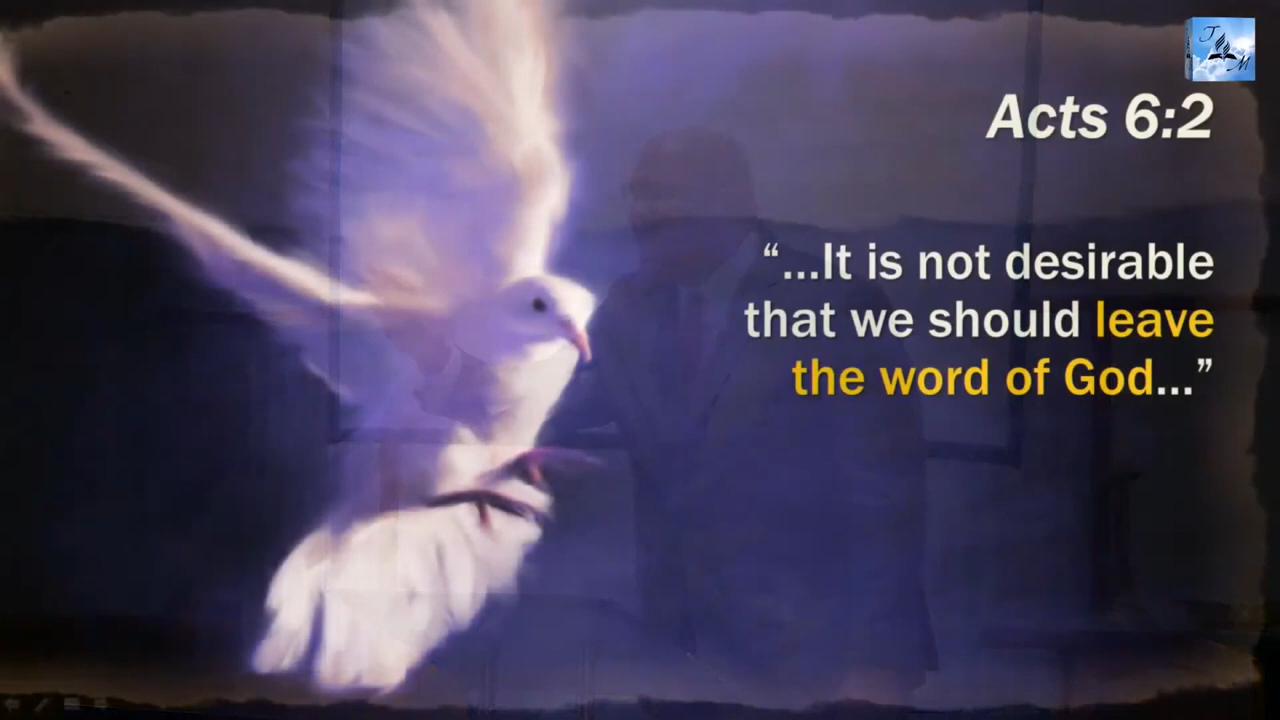 J
M
Acts 6:2
“...It is not desirable
that we should leave
the word of God...”